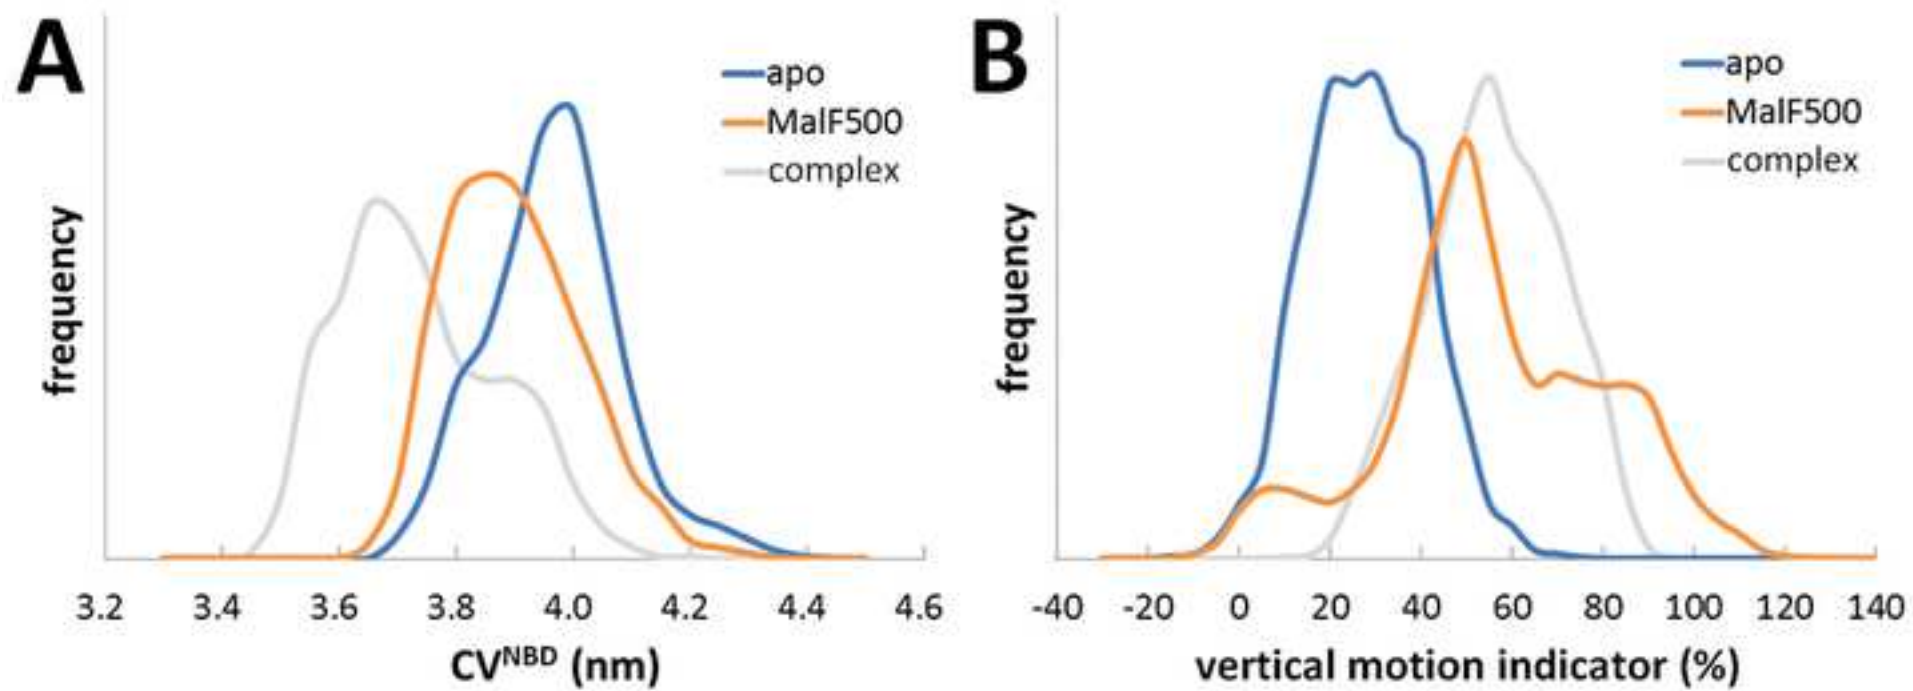 A
apo
MalF500
complex
frequency
3.2 3.4 3.6 3.8 4.0 4.2 4.4 4.6
CVNBD (nm)
B
apo
MalF500
complex
frequency
-40 -20 0 20 40 60 80 100 120 140
vertical motion indicator (%)